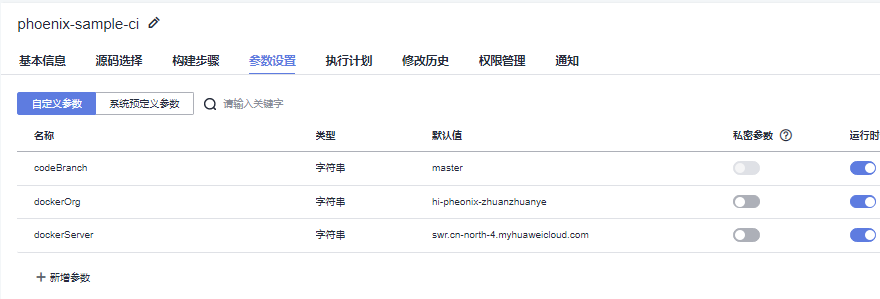 phoenix-sample-ci
基本信息 源码选择 构建步骤 参数设置 执行计划 修改历史 权限管理 通知
自定义参数 系统预定义参数 请输入关键字
名称 类型 默认值 私密参数 ? 运行时
codeBranch 字符串 master
dockerOrg 字符串 hi-pheonix-zhuanzhuanye
dockerServer 字符串 swr.cn-north-4.myhuaweicloud.com
+ 新增参数